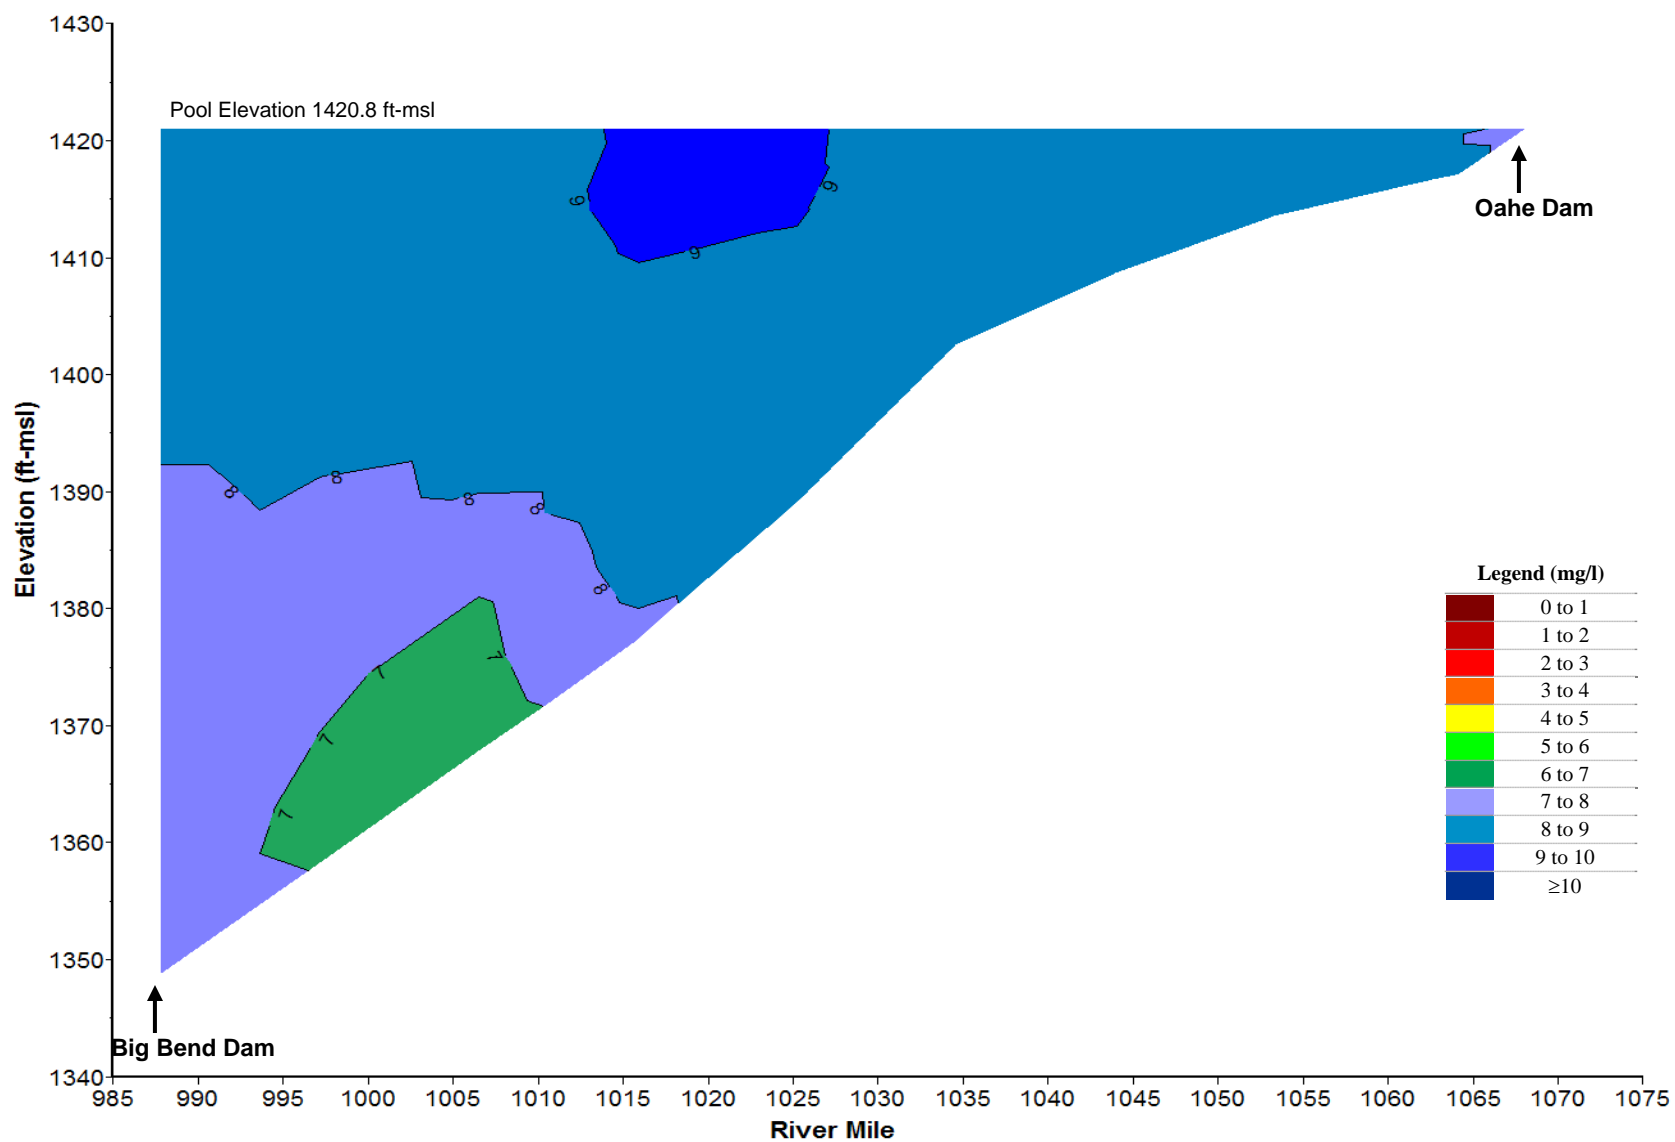 1430
Pool Elevation 1420.8 ft-msl
1420
Oahe Dam
9
9
9
1410
1400
Elevation (ft-msl)
1390
8
8
8
8
8
1380
7
7
7
7
1370
1360
1350
1340
Big Bend Dam
Legend (mg/l)
0 to 1
1 to 2
2 to 3
3 to 4
4 to 5
5 to 6
6 to 7
7 to 8
8 to 9
9 to 10
≥10
985 990 995 1000 1005 1010 1015 1020 1025 1030 1035 1040 1045 1050 1055 1060 1065 1070 1075
River Mile